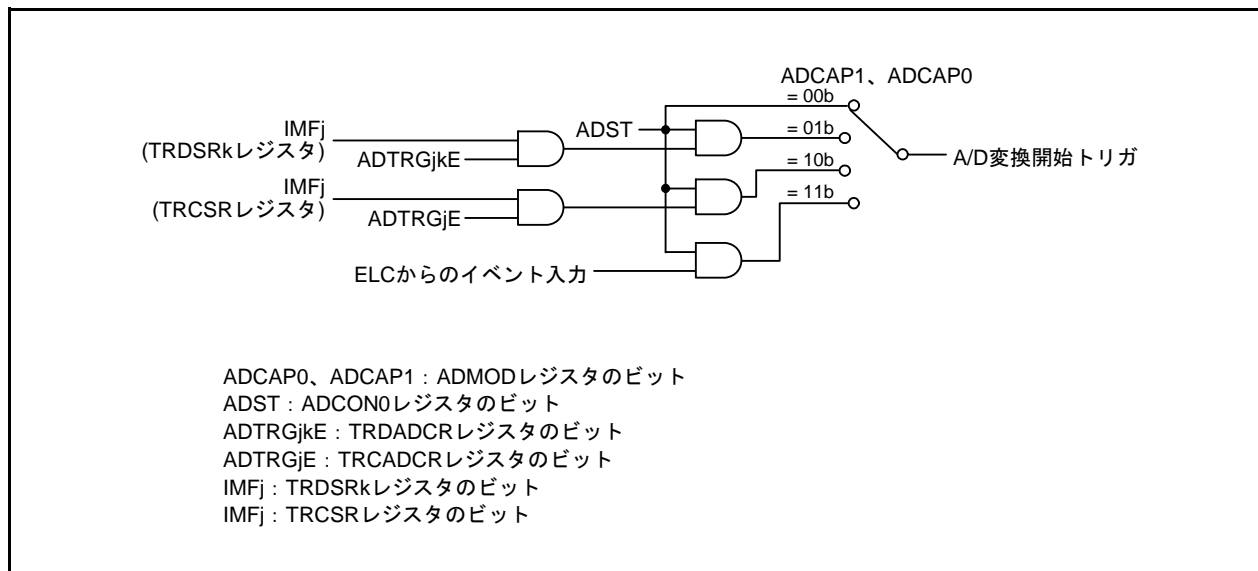 ADCAP1、ADCAP0
= 00b
IMFj
(TRDSRkレジスタ)
ADTRGjkE
ADST
= 01b
A/D変換開始トリガ
= 10b
IMFj
(TRCSRレジスタ)
ADTRGjE
= 11b
ELCからのイベント入力
ADCAP0、ADCAP1：ADMODレジスタのビット
ADST：ADCON0レジスタのビット
ADTRGjkE：TRDADCRレジスタのビット
ADTRGjE：TRCADCRレジスタのビット
IMFj：TRDSRkレジスタのビット
IMFj：TRCSRレジスタのビット